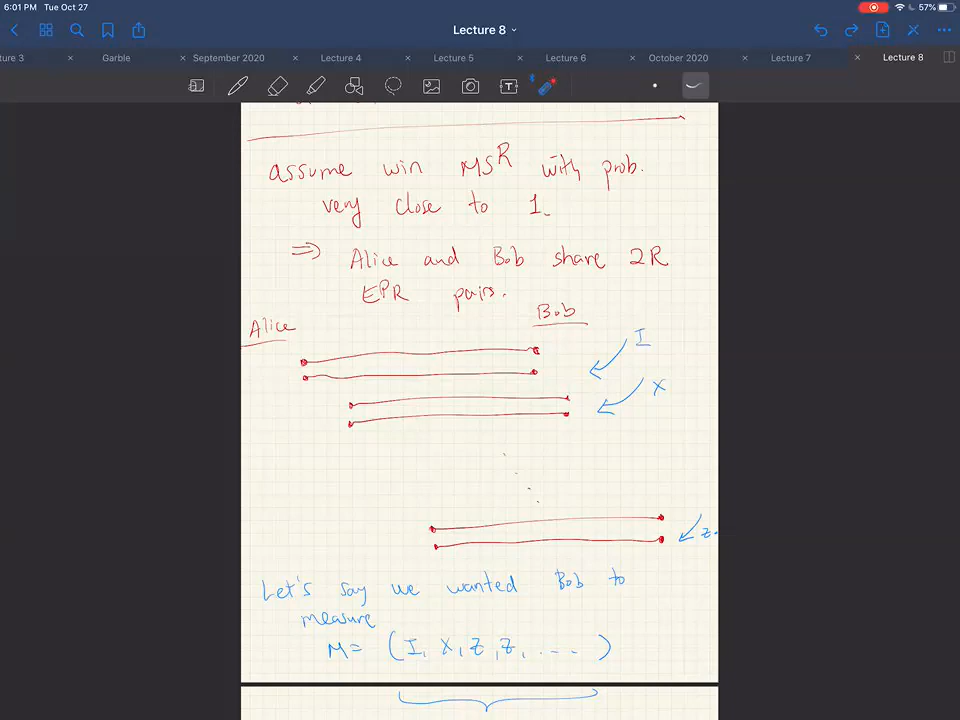 6:01 PM Tue Oct 27
57%
Lecture 8
ture 3
Garble
September 2020
Lecture 4
Lecture 5
Lecture 6
October 2020
Lecture 7
Lecture 8
assume win MS^R with prob.
very close to 1.
⇒ Alice and Bob share 2R
EPR pairs.
Bob
Alice
I
X
Z.
Let's say we wanted Bob to
measure
M = (I, X, Z, Z, .... )